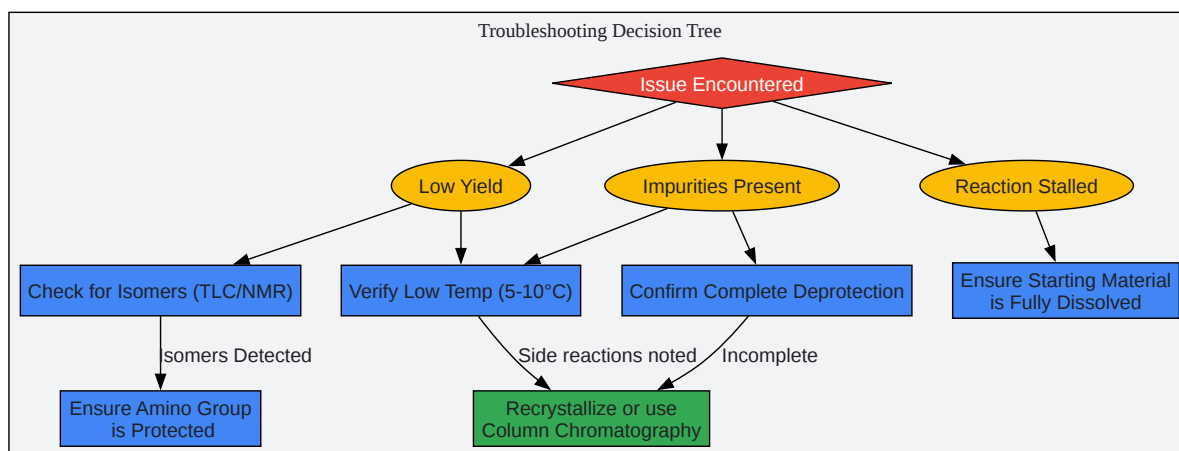 Troubleshooting Decision Tree
Issue Encountered
Low Yield
Impurities Present
Reaction Stalled
Check for Isomers (TLC/NMR)
Verify Low Temp (5-10°C)
Confirm Complete Deprotection
Ensure Starting Material
is Fully Dissolved
Isomers Detected
Side reactions noted
Incomplete
Ensure Amino Group
is Protected
Recrystallize or use
Column Chromatography